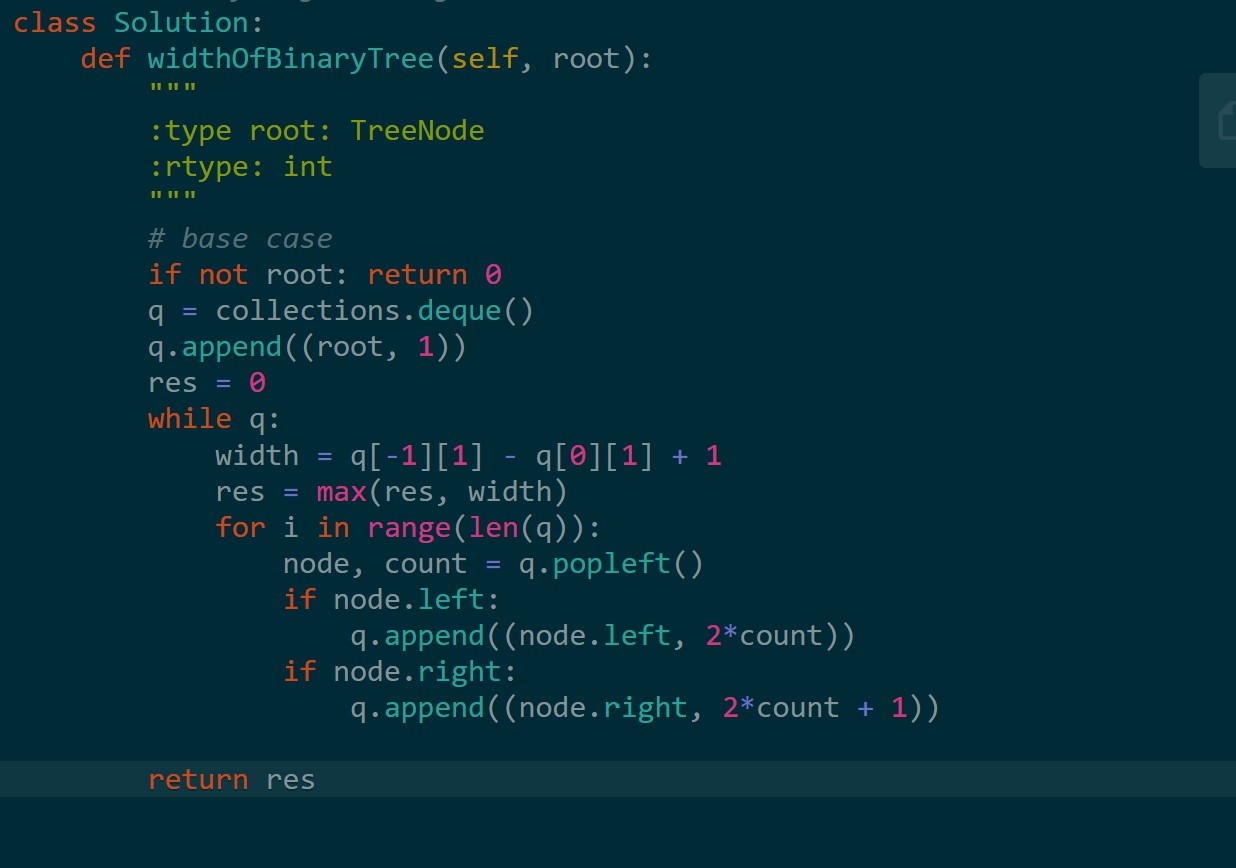 class Solution:
    def widthOfBinaryTree(self, root):
        """
        :type root: TreeNode
        :rtype: int
        """
        # base case
        if not root: return 0
        q = collections.deque()
        q.append((root, 1))
        res = 0
        while q:
            width = q[-1][1] - q[0][1] + 1
            res = max(res, width)
            for i in range(len(q)):
                node, count = q.popleft()
                if node.left:
                    q.append((node.left, 2*count))
                if node.right:
                    q.append((node.right, 2*count + 1))

        return res